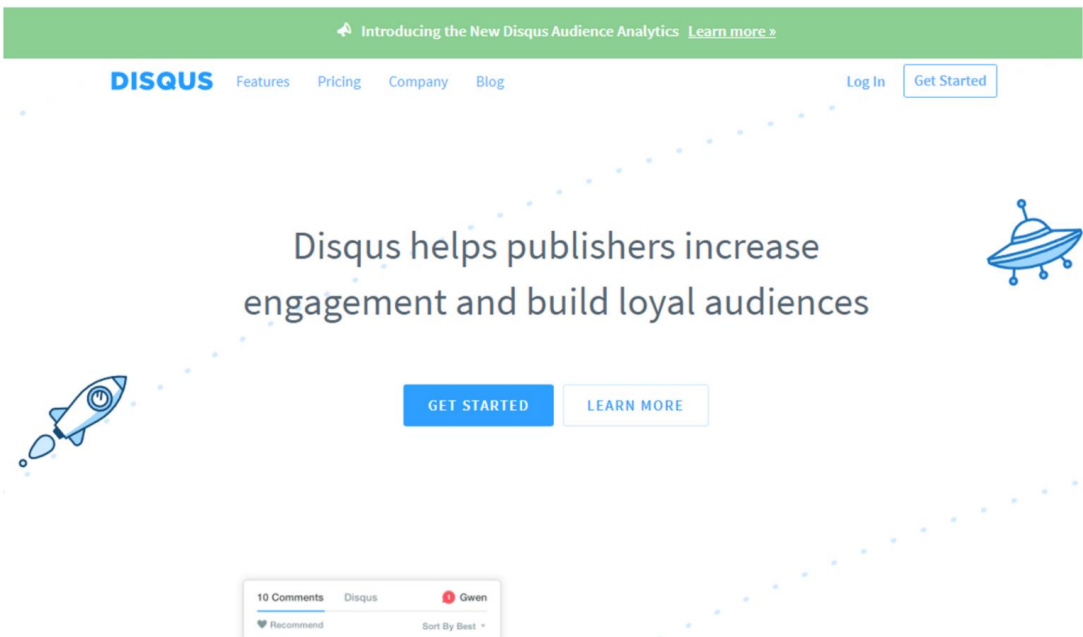 Introducing the New Disqus Audience Analytics Learn more »
DISQUS Features Pricing Company Blog Log In Get Started
Disqus helps publishers increase
engagement and build loyal audiences
GET STARTED LEARN MORE
10 Comments Disqus 1 Gwen
Recommend Sort By Best